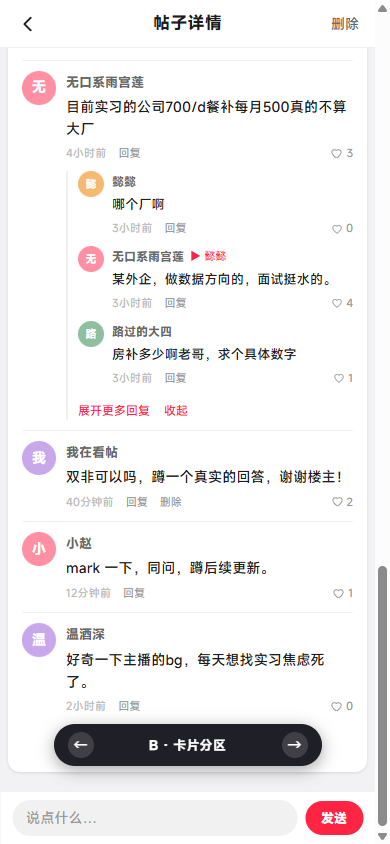 帖子详情
删除
无
无口系雨宫莲
目前实习的公司700/d餐补每月500真的不算
大厂
4小时前 回复 3
懿
懿懿
哪个厂啊
3小时前 回复 0
无
无口系雨宫莲 ▶ 懿懿
某外企，做数据方向的，面试挺水的。
3小时前 回复 4
路
路过的大四
房补多少啊老哥，求个具体数字
3小时前 回复 1
展开更多回复 收起
我
我在看帖
双非可以吗，蹲一个真实的回答，谢谢楼主！
40分钟前 回复 删除 2
小
小赵
mark 一下，同问，蹲后续更新。
12分钟前 回复 1
温
温酒深
好奇一下主播的bg，每天想找实习焦虑死
了。
2小时前 回复 0
← B · 卡片分区 →
说点什么...
发送